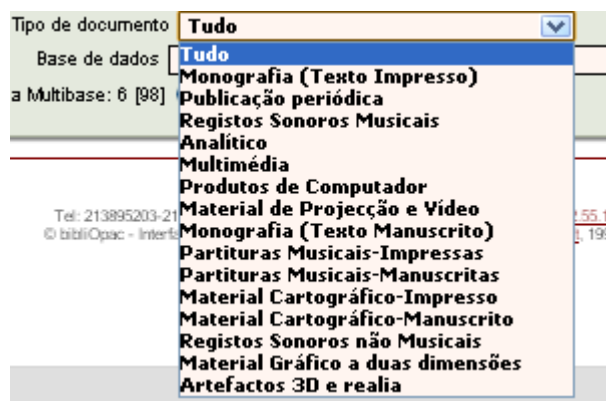 Tipo de documento Tudo
Base de dados
a Multibase: 6 [98]
Tudo
Monografia (Texto Impresso)
Publicação periódica
Registos Sonoros Musicais
Analítico
Multimédia
Produtos de Computador
Material de Projecção e Vídeo
Monografia (Texto Manuscrito)
Partituras Musicais-Impressas
Partituras Musicais-Manuscritas
Material Cartográfico-Impresso
Material Cartográfico-Manuscrito
Registos Sonoros não Musicais
Material Gráfico a duas dimensões
Artefactos 3D e realia
Tel: 213895203-21
© bibliOpac - Interfa